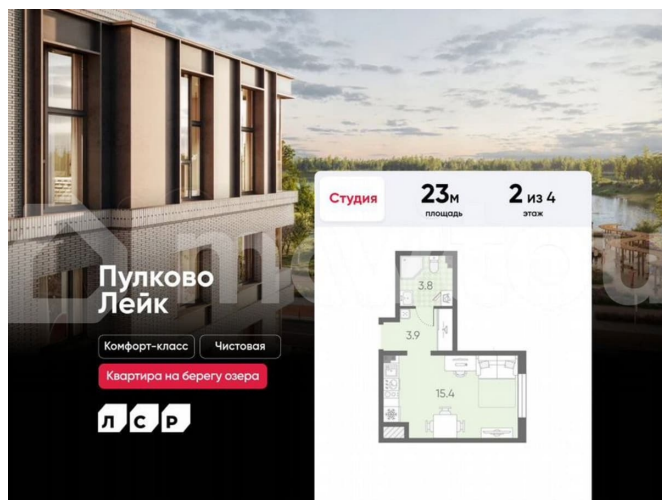 Студия
23м
площадь
2 из 4
этаж
Пулково
Лейк
Комфорт-класс
Чистовая
Квартира на берегу озера
ЛСР
3.8
3.9
15.4